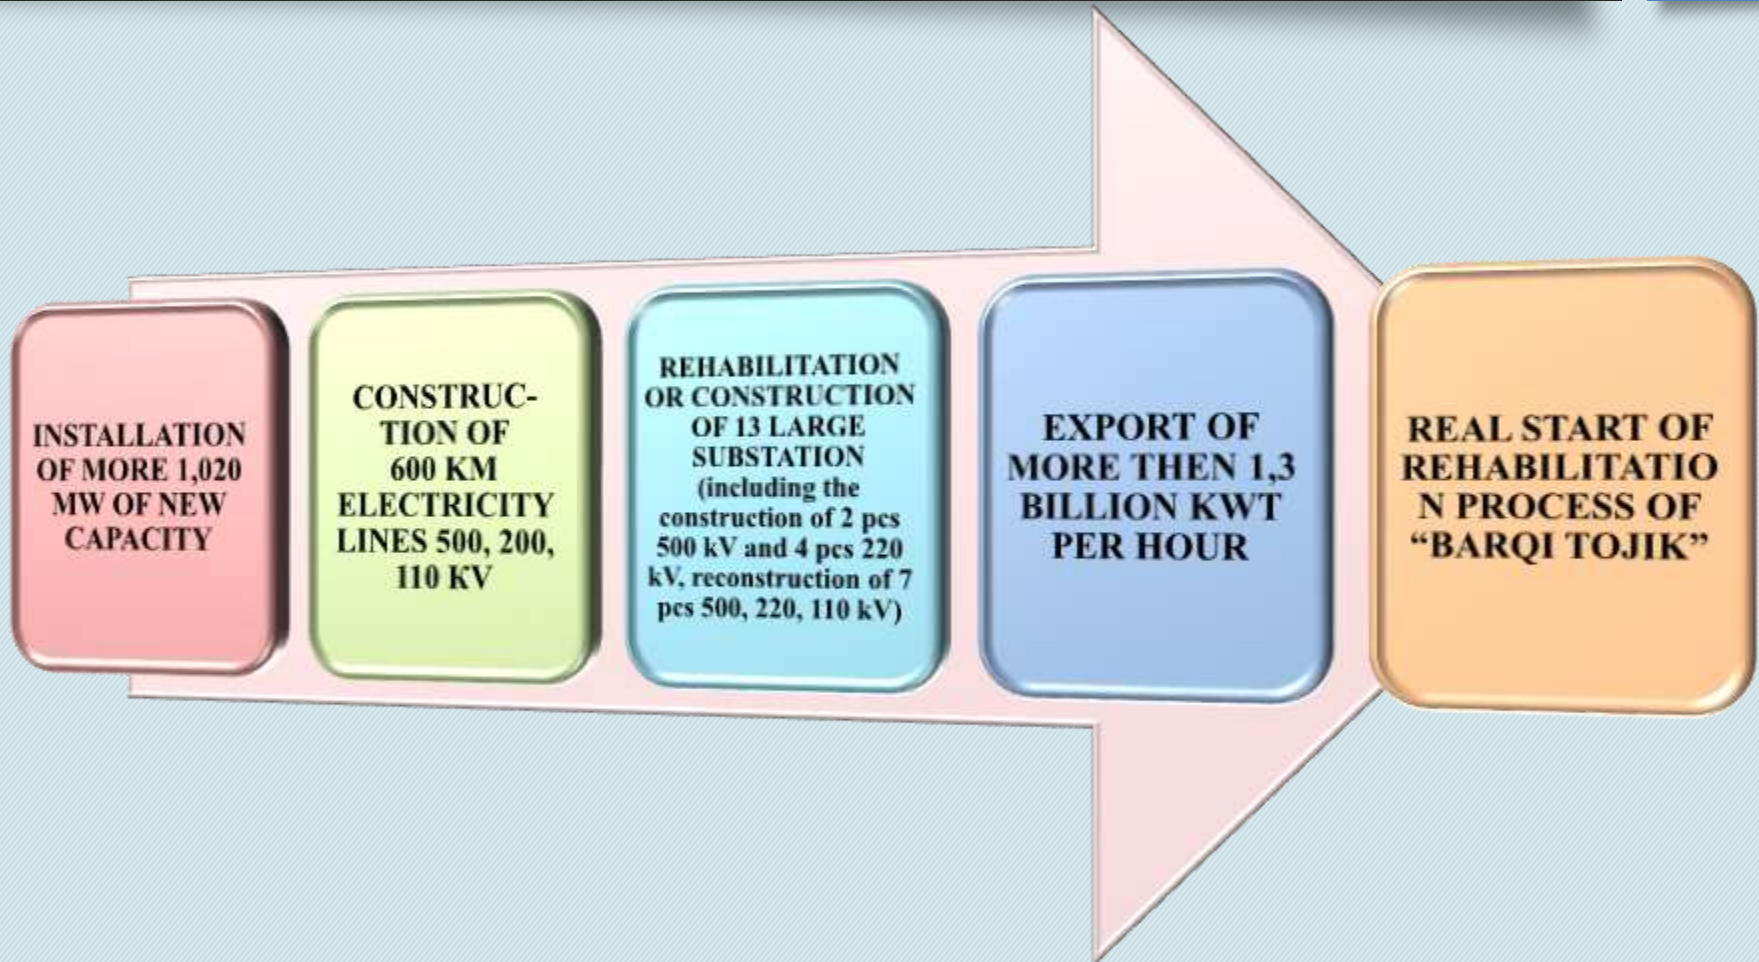 INSTALLATION
OF MORE 1,020
MW OF NEW
CAPACITY
CONSTRUC-
TION OF
600 KM
ELECTRICITY
LINES 500, 200,
110 KV
REHABILITATION
OR CONSTRUCTION
OF 13 LARGE
SUBSTATION
(including the
construction of 2 pcs
500 kV and 4 pcs 220
kV, reconstruction of 7
pcs 500, 220, 110 kV)
EXPORT OF
MORE THEN 1,3
BILLION KWT
PER HOUR
REAL START OF
REHABILITATIO
N PROCESS OF
“BARQI TOJIK”